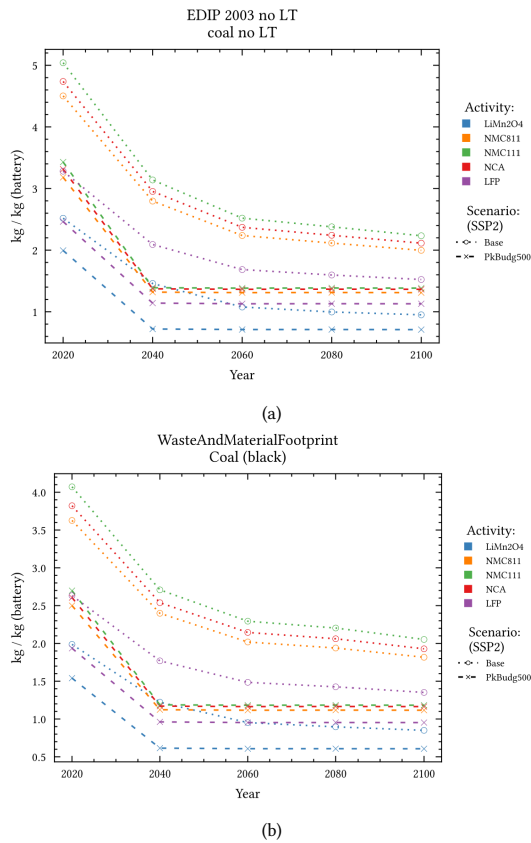 EDIP 2003 no LT
coal no LT
5
4
3
2
1
kg / kg (battery)
2020 2040 2060 2080 2100
Year
Activity:
LiMn2O4
NMC811
NMC111
NCA
LFP
Scenario:
(SSP2)
Base
PkBudg500
(a)
WasteAndMaterialFootprint
Coal (black)
4.0
3.5
3.0
2.5
2.0
1.5
1.0
0.5
kg / kg (battery)
2020 2040 2060 2080 2100
Year
Activity:
LiMn2O4
NMC811
NMC111
NCA
LFP
Scenario:
(SSP2)
Base
PkBudg500
(b)